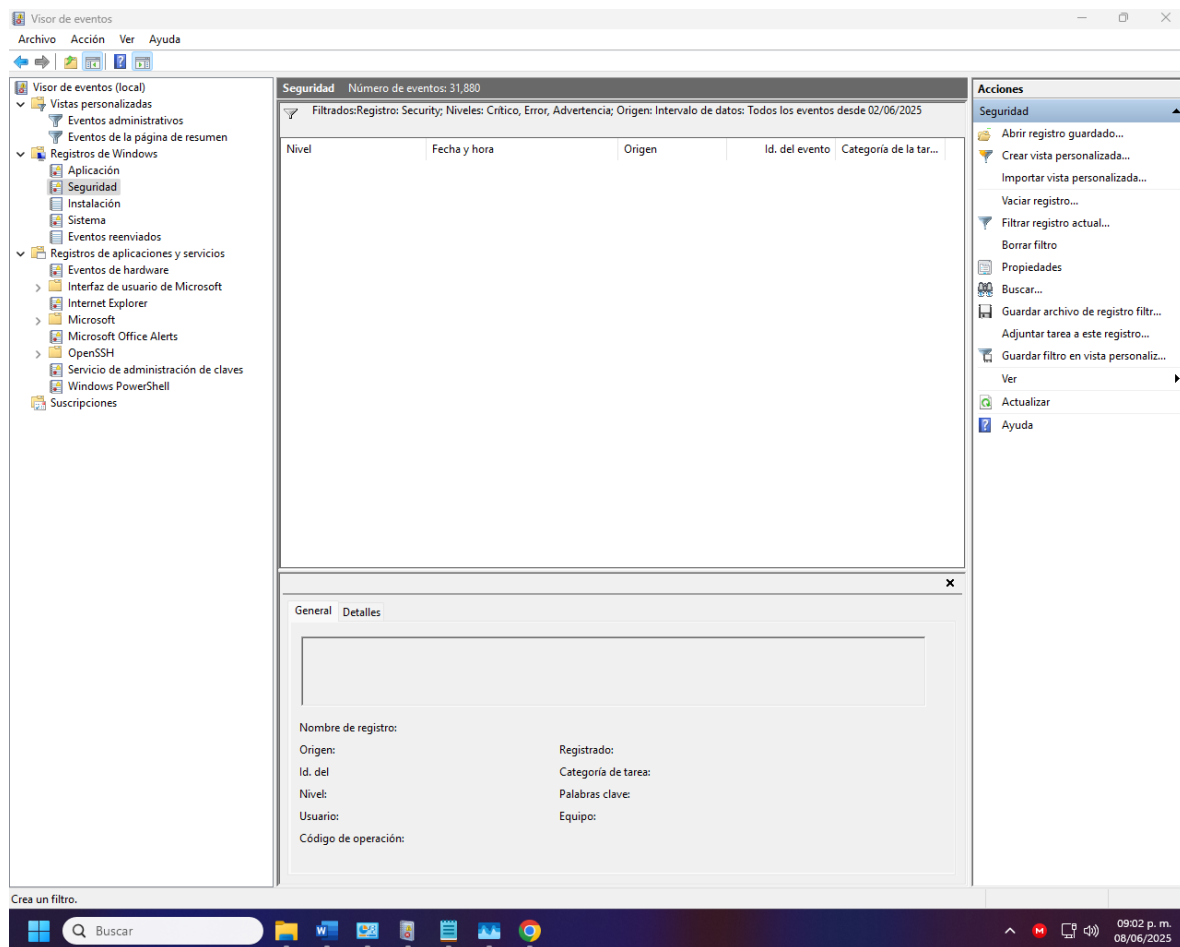 Visor de eventos
Archivo Acción Ver Ayuda
Visor de eventos (local)
Vistas personalizadas
Eventos administrativos
Eventos de la página de resumen
Registros de Windows
Aplicación
Seguridad
Instalación
Sistema
Eventos reenviados
Registros de aplicaciones y servicios
Eventos de hardware
Interfaz de usuario de Microsoft
Internet Explorer
Microsoft
Microsoft Office Alerts
OpenSSH
Servicio de administración de claves
Windows PowerShell
Suscripciones
Seguridad Número de eventos: 31,880
Filtrados:Registro: Security; Niveles: Crítico, Error, Advertencia; Origen: Intervalo de datos: Todos los eventos desde 02/06/2025
Nivel Fecha y hora Origen Id. del evento Categoría de la tar...
General Detalles
Nombre de registro:
Origen: Registrado:
Id. del Categoría de tarea:
Nivel: Palabras clave:
Usuario: Equipo:
Código de operación:
Acciones
Seguridad
Abrir registro guardado...
Crear vista personalizada...
Importar vista personalizada...
Vaciar registro...
Filtrar registro actual...
Borrar filtro
Propiedades
Buscar...
Guardar archivo de registro filtr...
Adjuntar tarea a este registro...
Guardar filtro en vista personaliz...
Ver
Actualizar
Ayuda
Crea un filtro.
Buscar
09:02 p. m.
08/06/2025